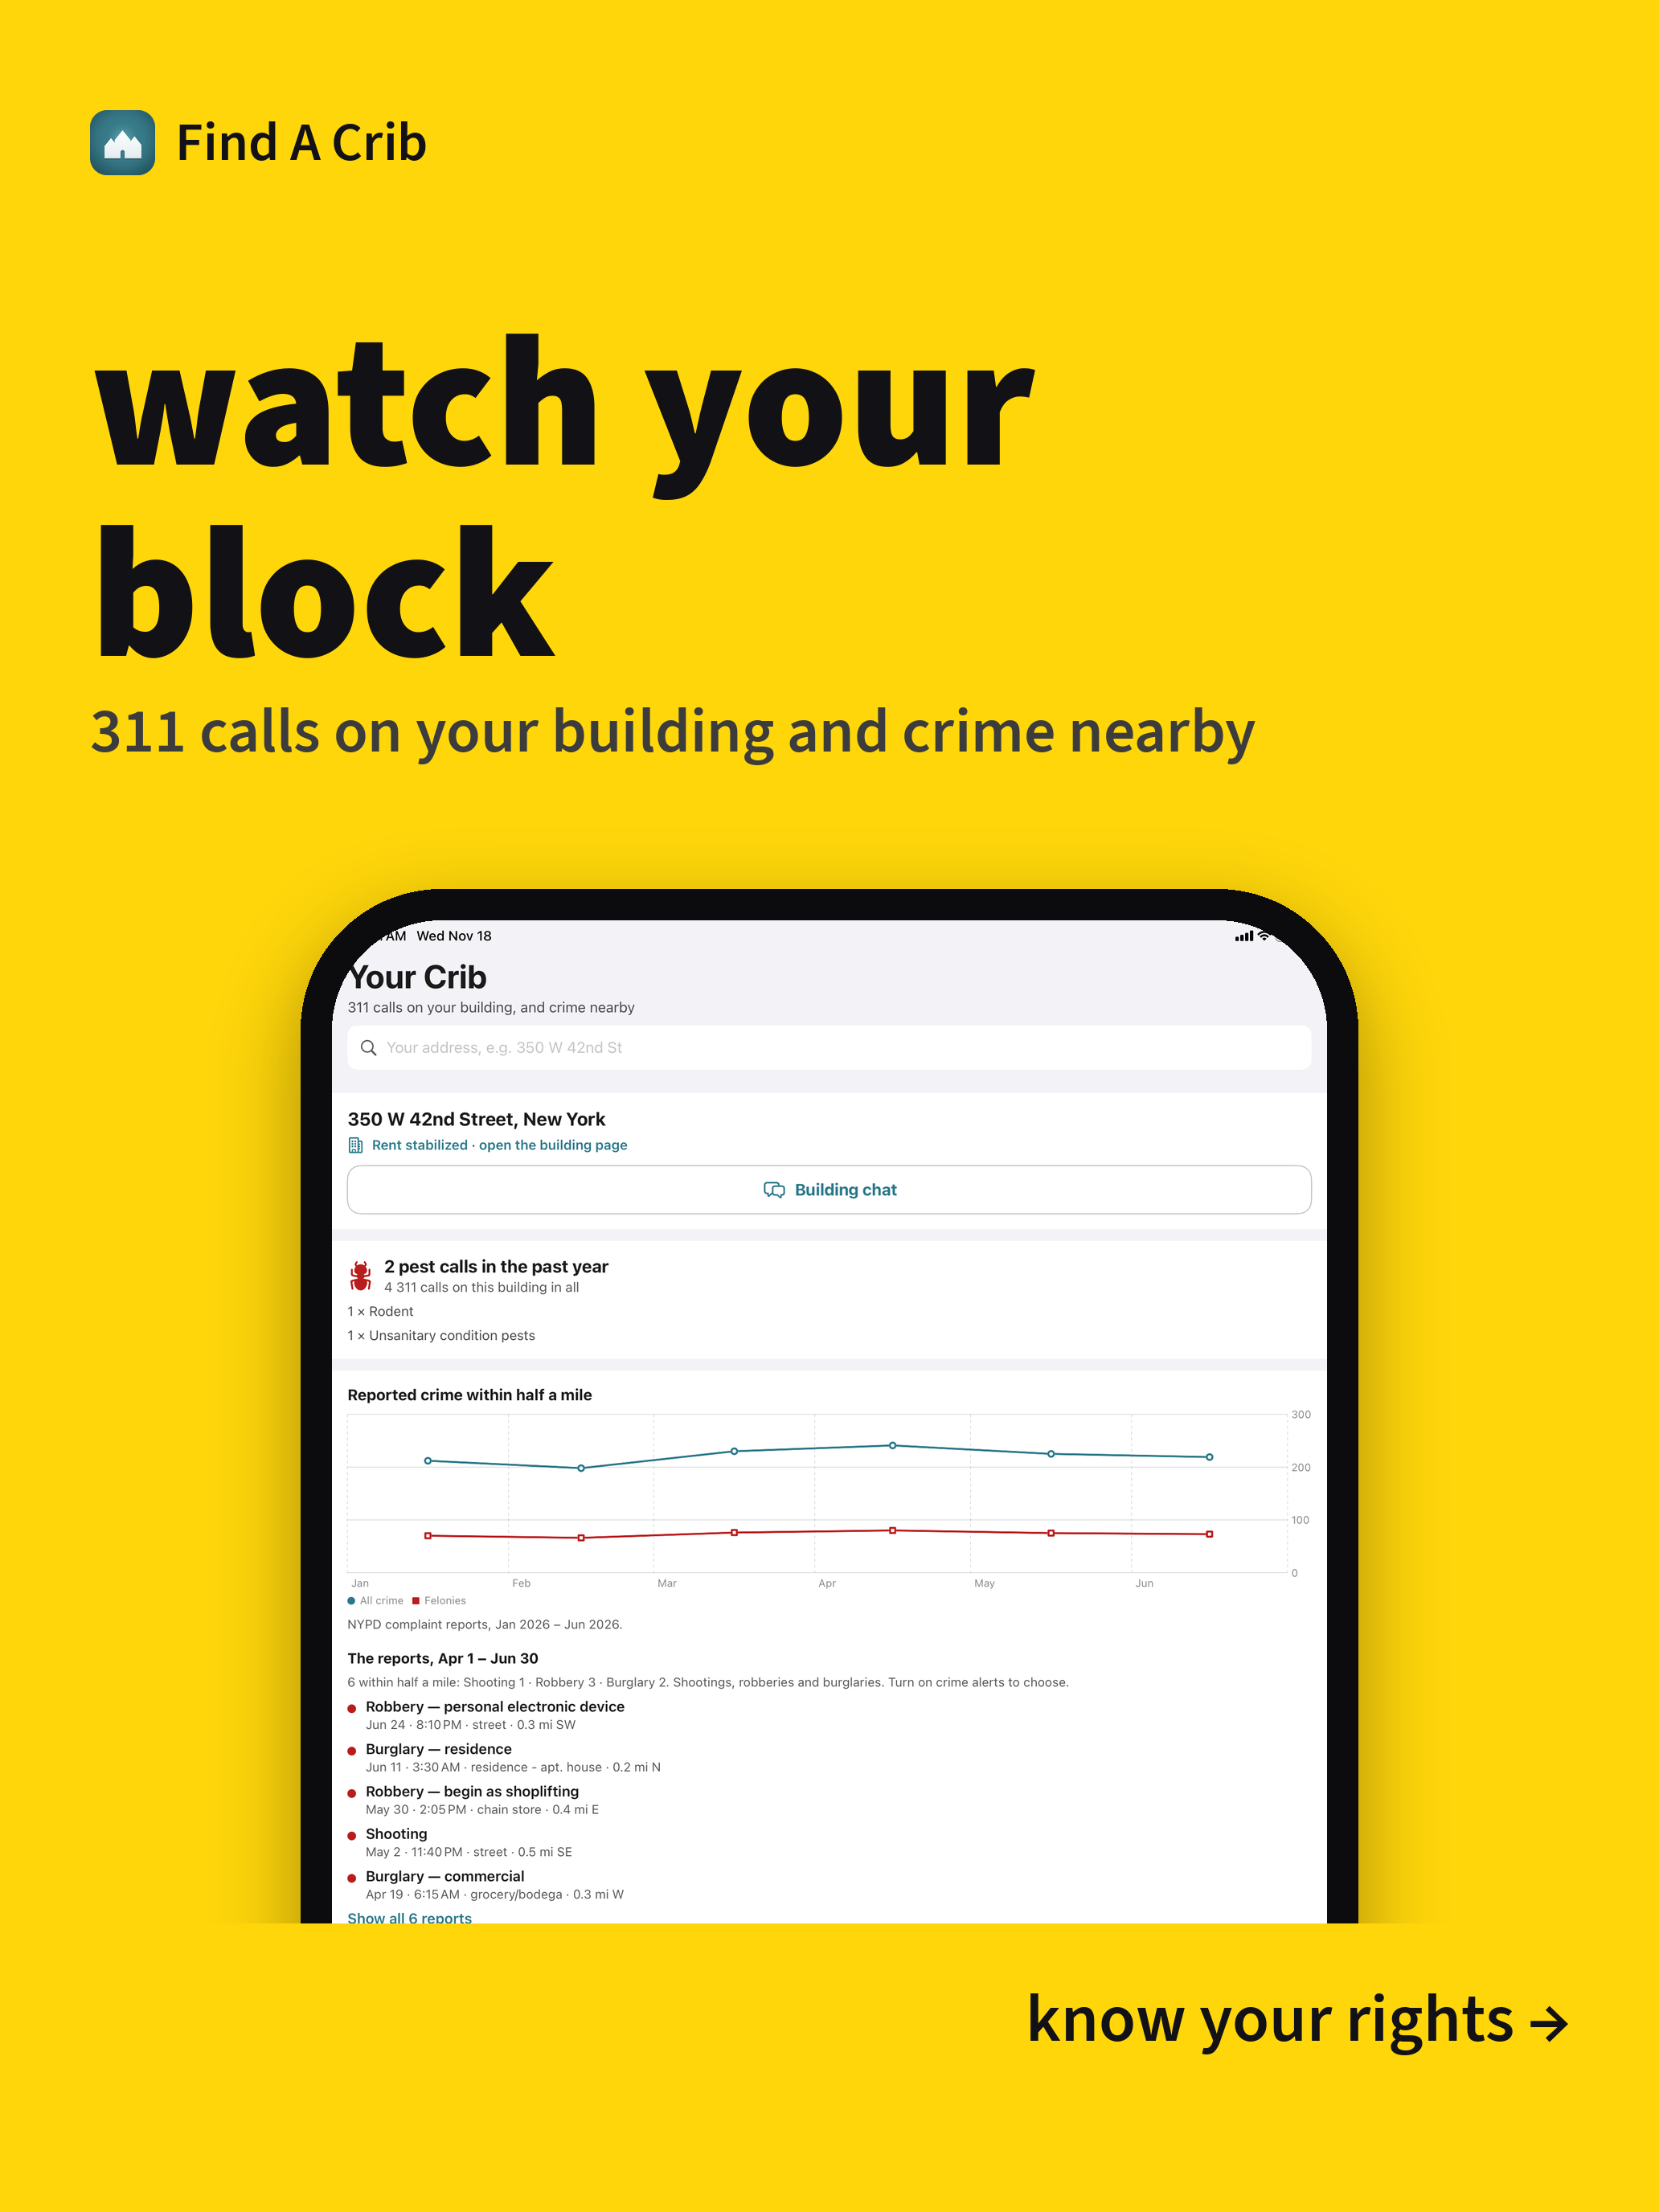 Find A Crib
watch your
block
311 calls on your building and crime nearby
AM Wed Nov 18
Your Crib
311 calls on your building, and crime nearby
Your address, e.g. 350 W 42nd St
350 W 42nd Street, New York
Rent stabilized · open the building page
Building chat
2 pest calls in the past year
4 311 calls on this building in all
1 × Rodent
1 × Unsanitary condition pests
Reported crime within half a mile
300
200
100
0
Jan Feb Mar Apr May Jun
All crime Felonies
NYPD complaint reports, Jan 2026 – Jun 2026.
The reports, Apr 1 – Jun 30
6 within half a mile: Shooting 1 · Robbery 3 · Burglary 2. Shootings, robberies and burglaries. Turn on crime alerts to choose.
Robbery — personal electronic device
Jun 24 · 8:10 PM · street · 0.3 mi SW
Burglary — residence
Jun 11 · 3:30 AM · residence - apt. house · 0.2 mi N
Robbery — begin as shoplifting
May 30 · 2:05 PM · chain store · 0.4 mi E
Shooting
May 2 · 11:40 PM · street · 0.5 mi SE
Burglary — commercial
Apr 19 · 6:15 AM · grocery/bodega · 0.3 mi W
Show all 6 reports
know your rights →